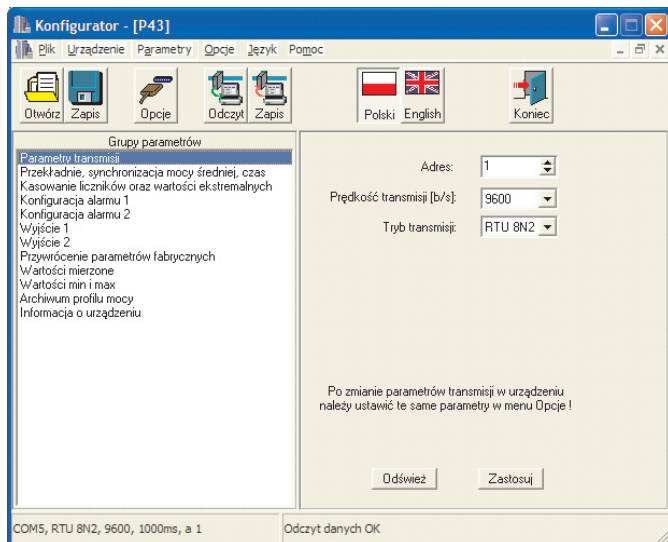 Konfigurator - [P43]
Plik Urządzenie Parametry Opcje Język Pomoc
Otwórz Zapis Opcje Odczyt Zapis Polski English Koniec
Grupy parametrów
Parametry transmisji
Przekładnie, synchronizacja mocy średniej, czas
Kasowanie liczników oraz wartości ekstremalnych
Konfiguracja alarmu 1
Konfiguracja alarmu 2
Wyjście 1
Wyjście 2
Przywrócenie parametrów fabrycznych
Wartości mierzone
Wartości min i max
Archiwum profilu mocy
Informacja o urządzeniu
Adres: 1
Prędkość transmisji [b/s]: 9600
Tryb transmisji: RTU 8N2
Po zmianie parametrów transmisji w urządzeniu
należy ustawić te same parametry w menu Opcje !
Odśwież Zastosuj
COM5, RTU 8N2, 9600, 1000ms, a 1 Odczyt danych OK